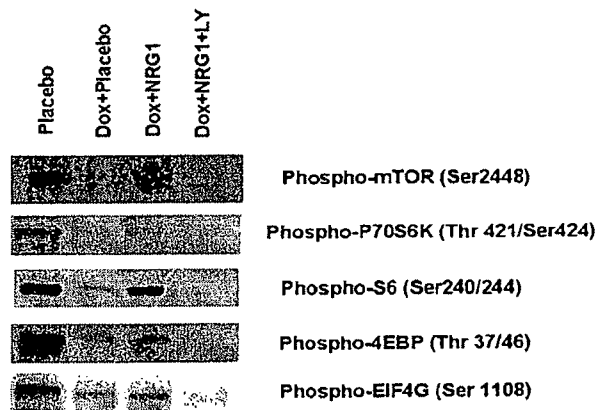 Placebo
Dox+Placebo
Dox+NRG1
Dox+NRG1+LY
Phospho-mTOR (Ser2448)
Phospho-P70S6K (Thr 421/Ser424)
Phospho-S6 (Ser240/244)
Phospho-4EBP (Thr 37/46)
Phospho-EIF4G (Ser 1108)